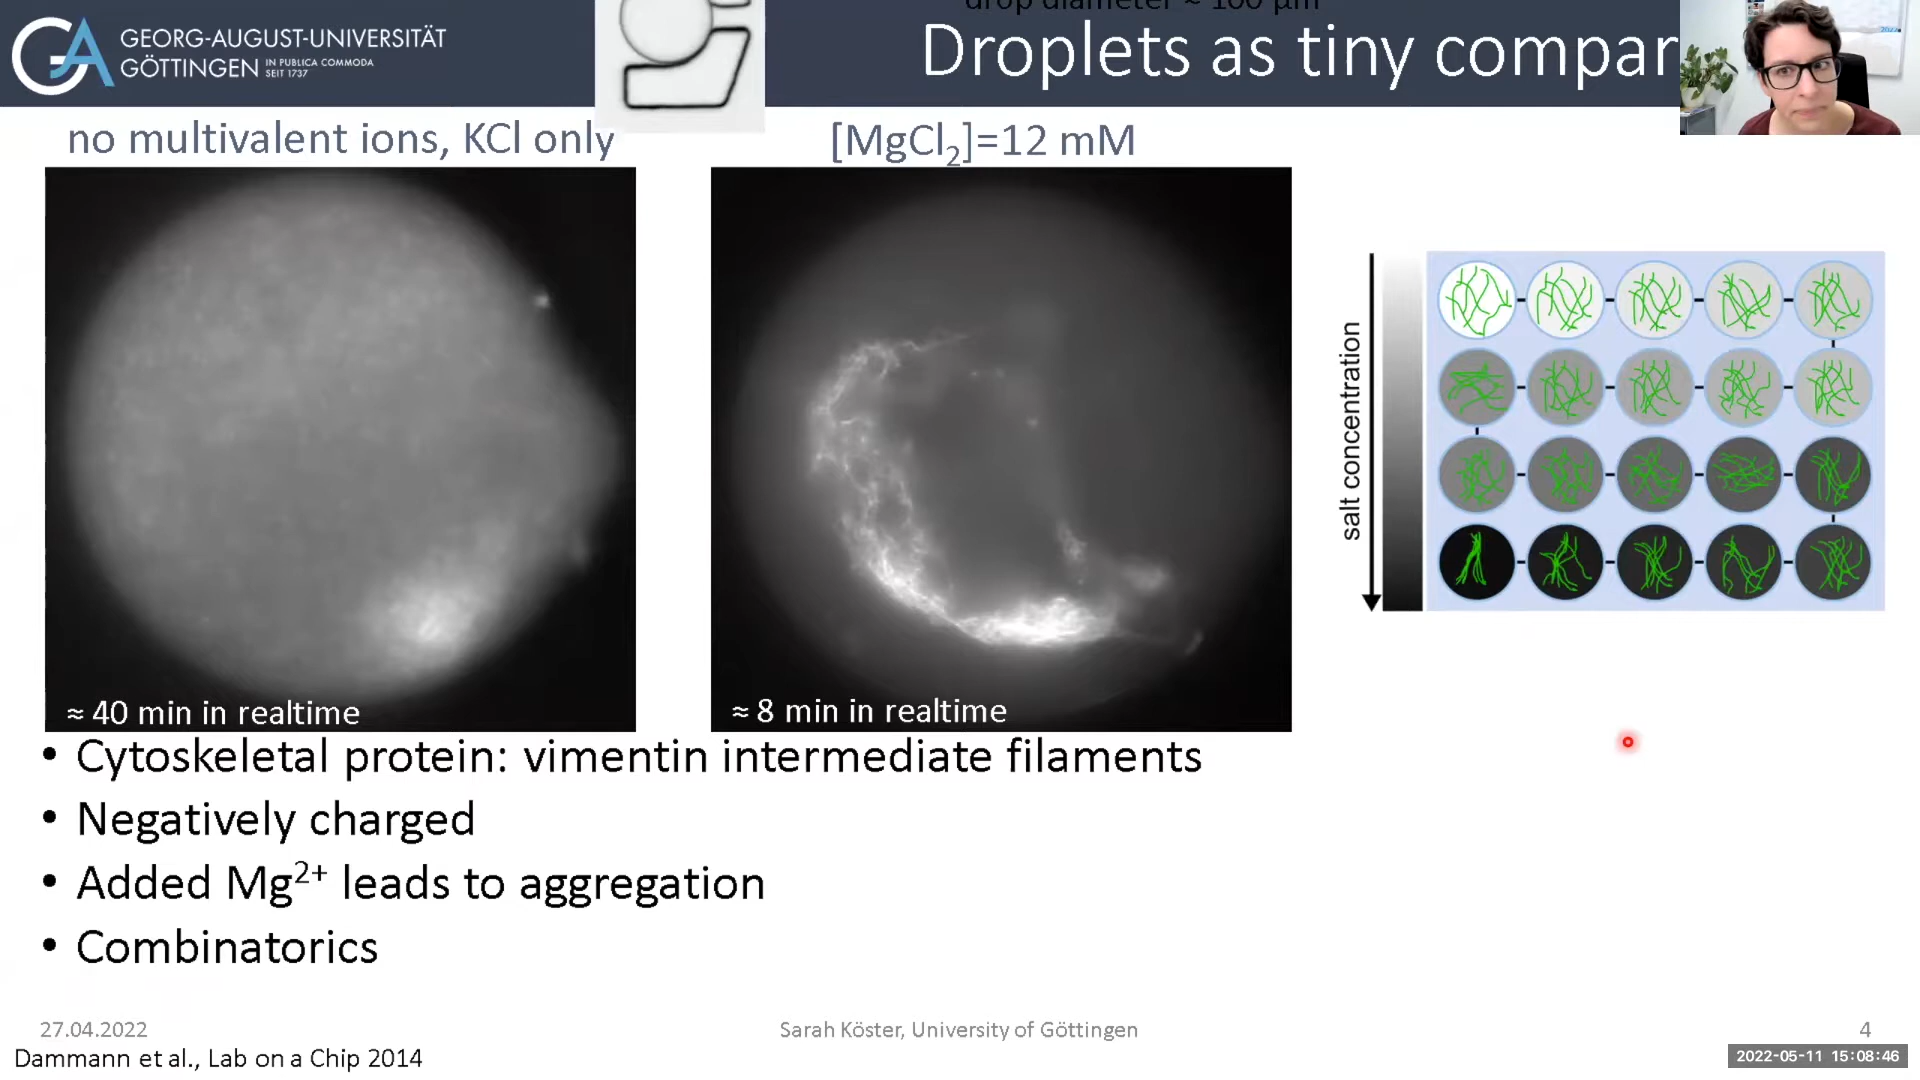 drop diameter ≈ 100 µm
GEORG-AUGUST-UNIVERSITÄT
GÖTTINGEN IN PUBLICA COMMODA
SEIT 1737
Droplets as tiny compar
no multivalent ions, KCl only
[MgCl₂]=12 mM
≈ 40 min in realtime
≈ 8 min in realtime
salt concentration
• Cytoskeletal protein: vimentin intermediate filaments
• Negatively charged
• Added Mg²⁺ leads to aggregation
• Combinatorics
27.04.2022
Sarah Köster, University of Göttingen
4
Dammann et al., Lab on a Chip 2014
2022-05-11 15:08:46